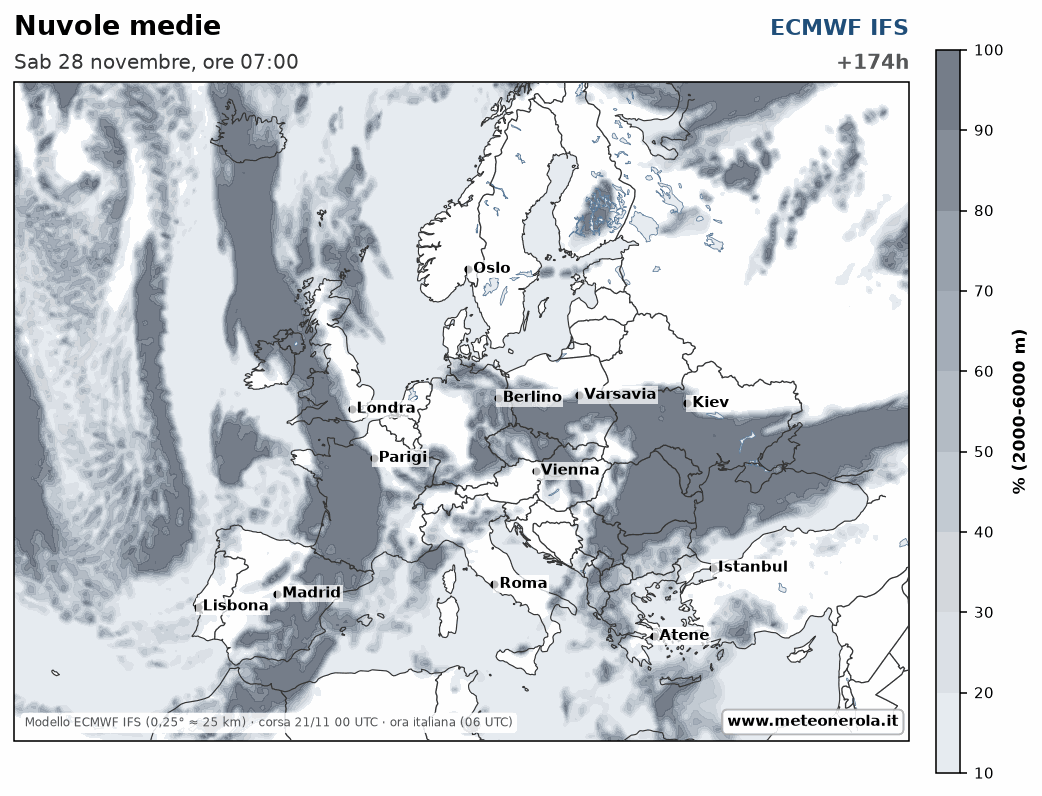 Nuvole medie
ECMWF IFS
Sab 28 novembre, ore 07:00
+174h
Oslo
Londra
Berlino
Varsavia
Kiev
Parigi
Vienna
Istanbul
Roma
Madrid
Lisbona
Atene
Modello ECMWF IFS (0,25° ≈ 25 km) · corsa 21/11 00 UTC · ora italiana (06 UTC)
www.meteonerola.it
100
90
80
70
60
50
40
30
20
10
% (2000-6000 m)